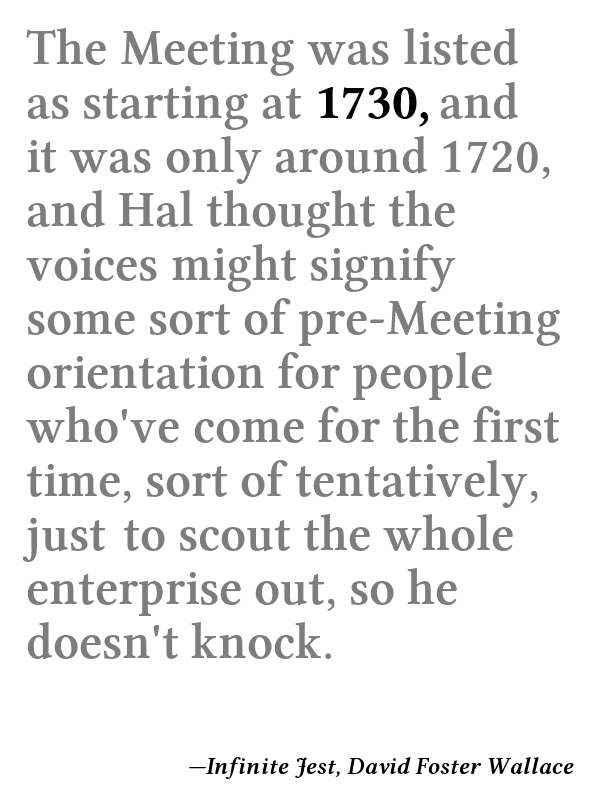 The Meeting was listed
as starting at 1730, and
it was only around 1720,
and Hal thought the
voices might signify
some sort of pre-Meeting
orientation for people
who've come for the first
time, sort of tentatively,
just to scout the whole
enterprise out, so he
doesn't knock.
—Infinite Jest, David Foster Wallace